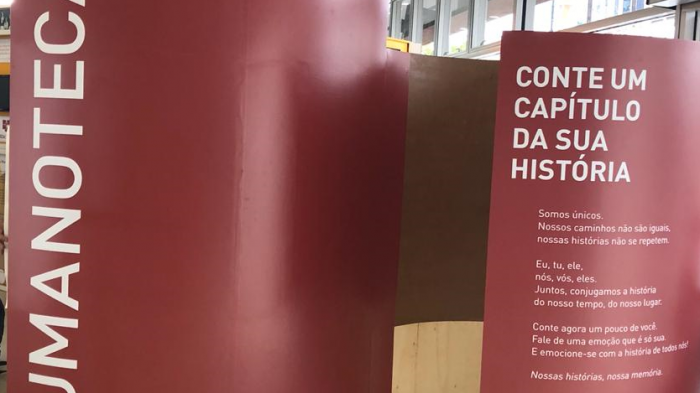 UMANOTECA
CONTE UM
CAPÍTULO
DA SUA
HISTÓRIA
Somos únicos.
Nossos caminhos não são iguais,
nossas histórias não se repetem.
Eu, tu, ele,
nós, vós, eles.
Juntos, conjugamos a história
do nosso tempo, do nosso lugar.
Conte agora um pouco de você.
Fale de uma emoção que é só sua.
E emocione-se com a história de todos nós!
Nossas histórias, nossa memória.